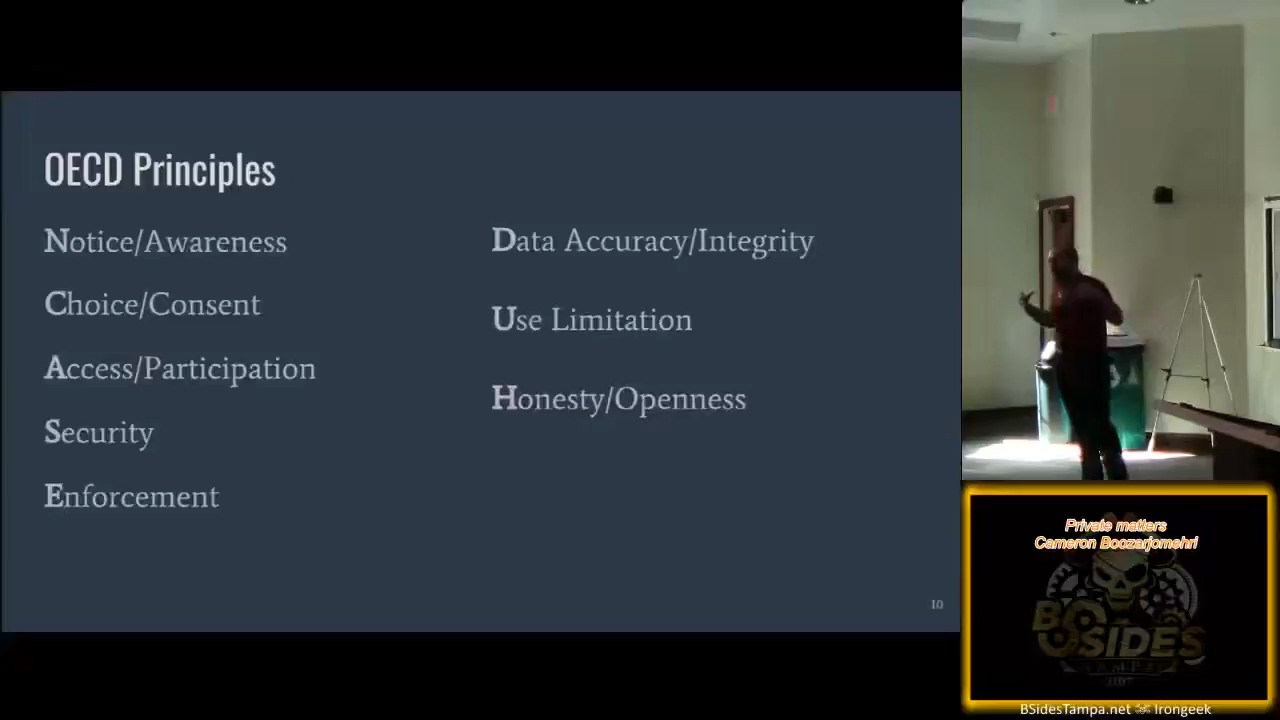 OECD Principles
Notice/Awareness
Choice/Consent
Access/Participation
Security
Enforcement
Data Accuracy/Integrity
Use Limitation
Honesty/Openness
10
Private matters
Cameron Boozarjomehri
BSIDES
BSidesTampa.net
Irongeek